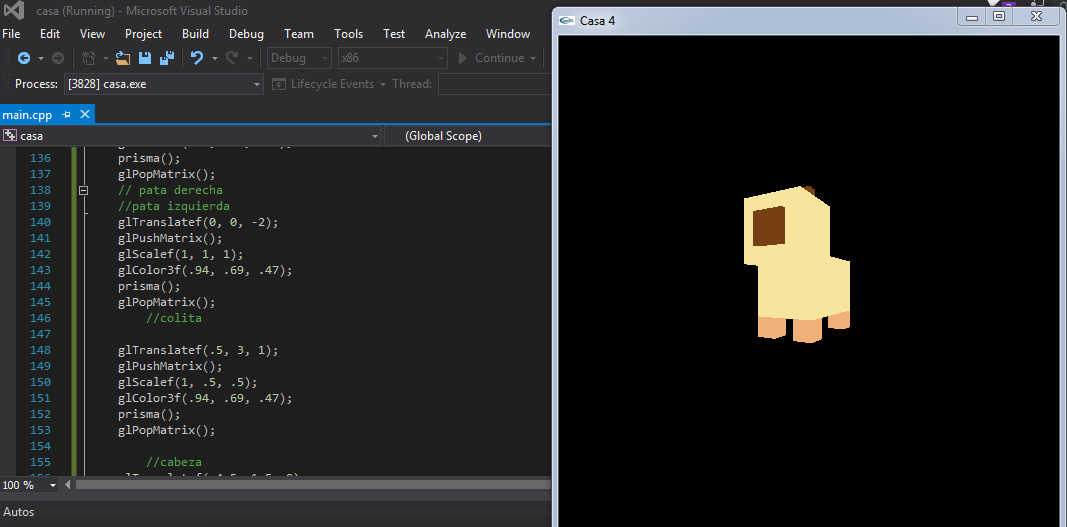 casa (Running) - Microsoft Visual Studio
File Edit View Project Build Debug Team Tools Test Analyze Window
Debug x86 Continue
Process: [3828] casa.exe Lifecycle Events Thread:
main.cpp
casa (Global Scope)
136 prisma();
137 glPopMatrix();
138 // pata derecha
139 //pata izquierda
140 glTranslatef(0, 0, -2);
141 glPushMatrix();
142 glScalef(1, 1, 1);
143 glColor3f(.94, .69, .47);
144 prisma();
145 glPopMatrix();
146 //colita
147
148 glTranslatef(.5, 3, 1);
149 glPushMatrix();
150 glScalef(1, .5, .5);
151 glColor3f(.94, .69, .47);
152 prisma();
153 glPopMatrix();
154
155 //cabeza
100 %
Autos
Casa 4